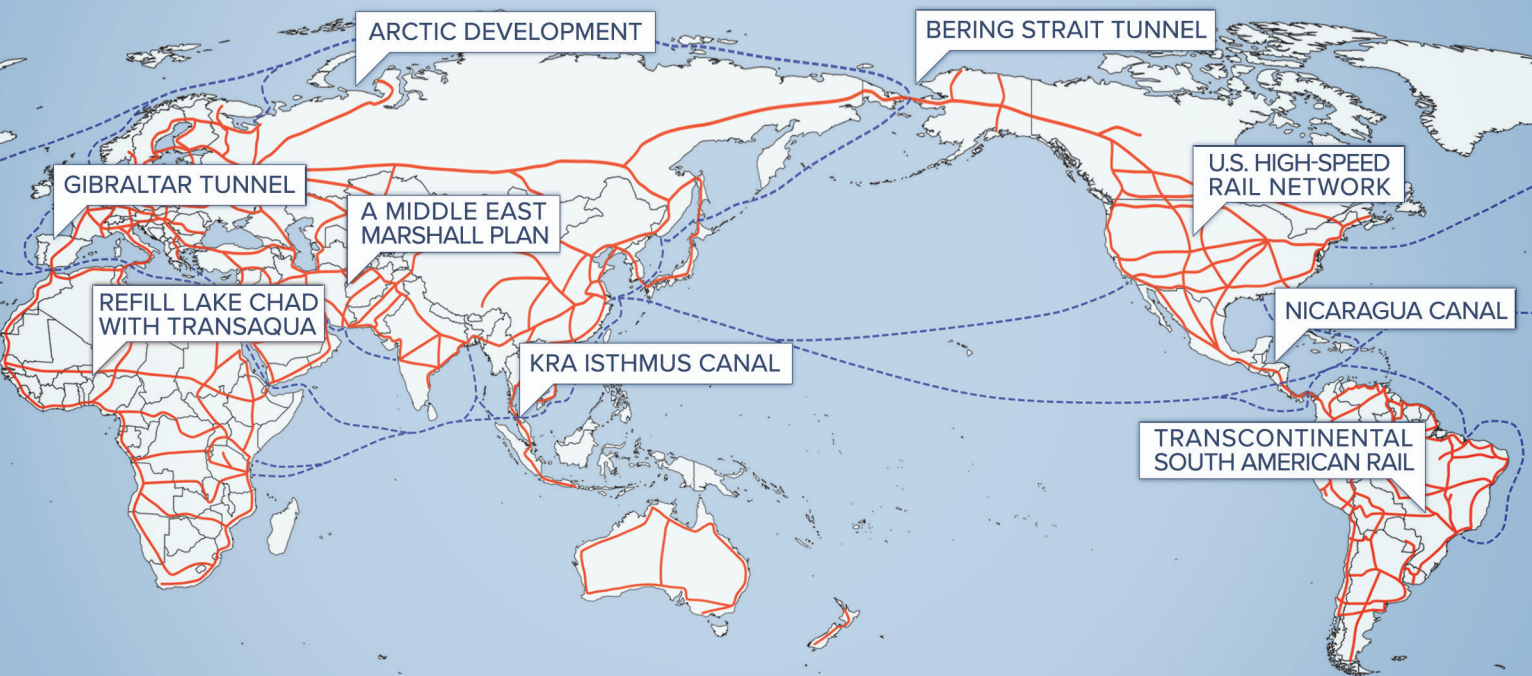 ARCTIC DEVELOPMENT
BERING STRAIT TUNNEL
GIBRALTAR TUNNEL
U.S. HIGH-SPEED
RAIL NETWORK
A MIDDLE EAST
MARSHALL PLAN
REFILL LAKE CHAD
WITH TRANSAQUA
NICARAGUA CANAL
KRA ISTHMUS CANAL
TRANSCONTINENTAL
SOUTH AMERICAN RAIL